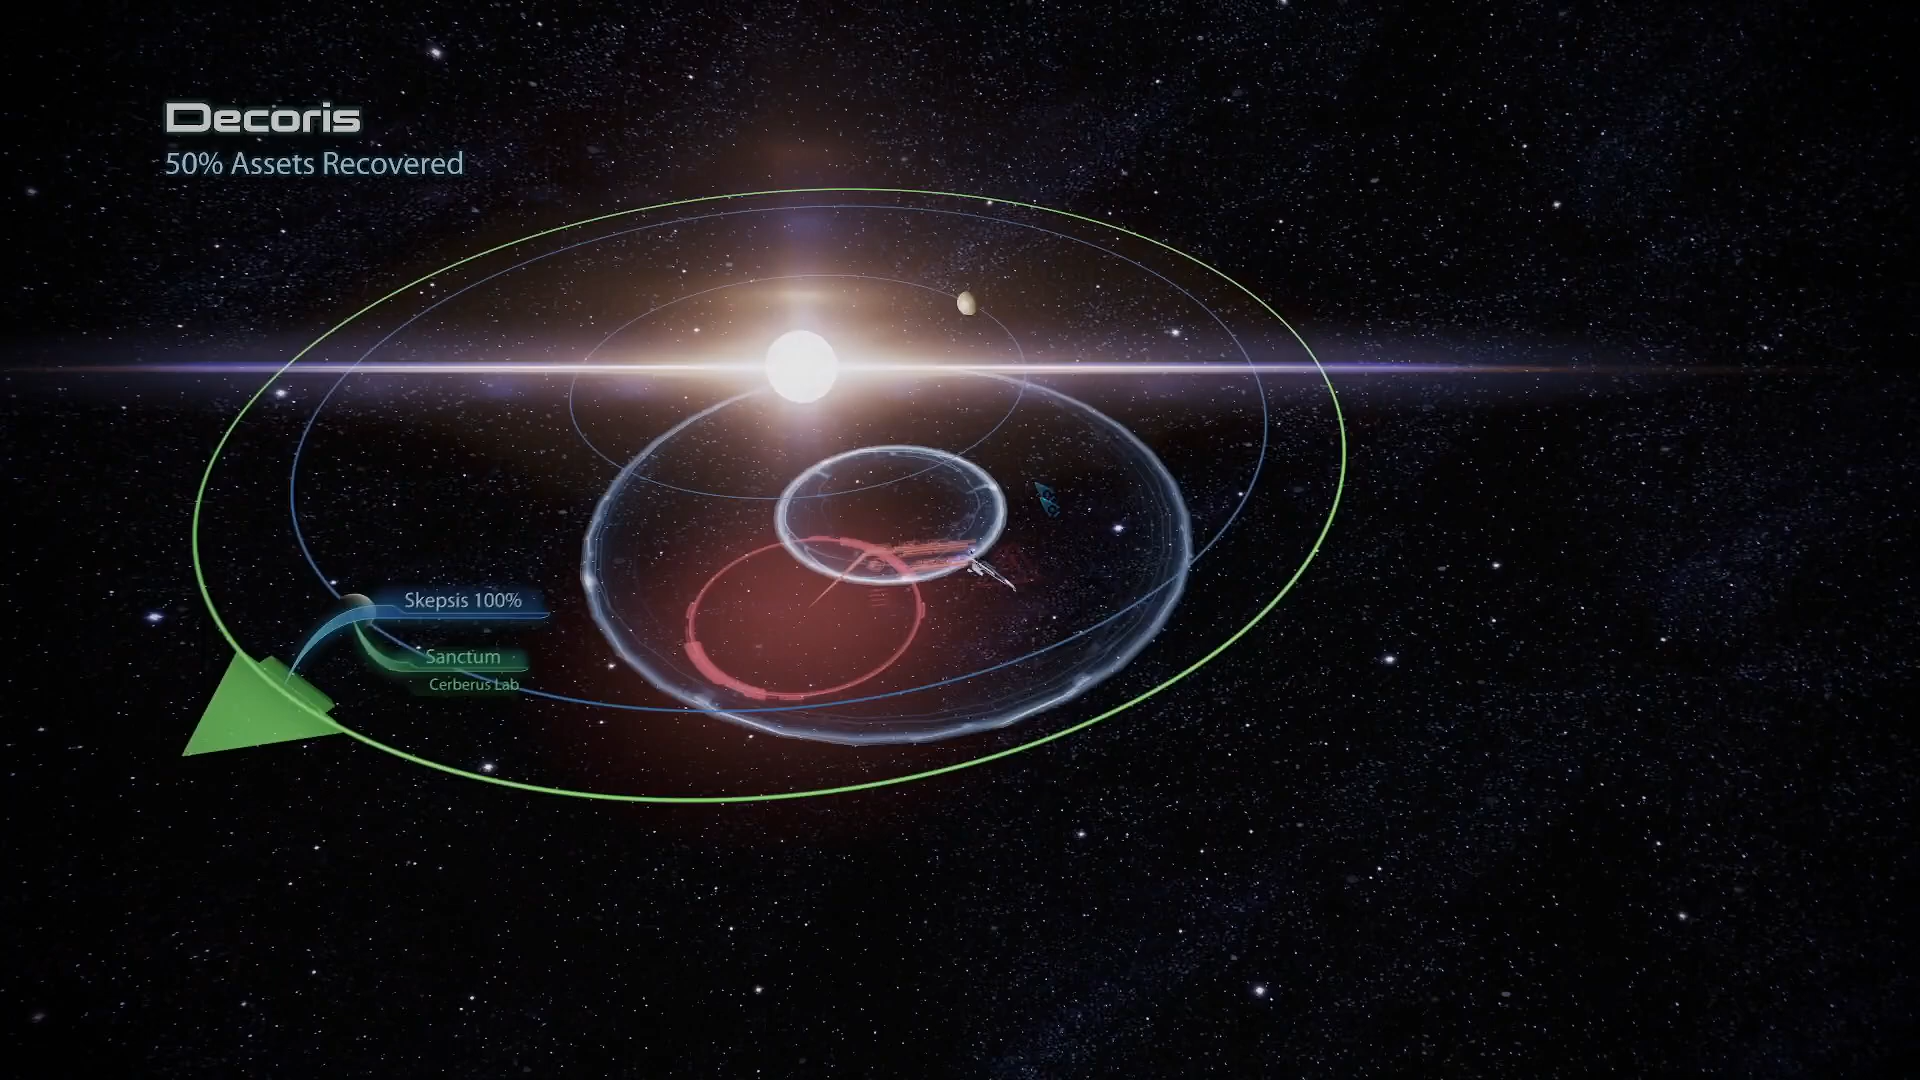 Decoris
50% Assets Recovered
Skepsis 100%
Sanctum
Cerberus Lab